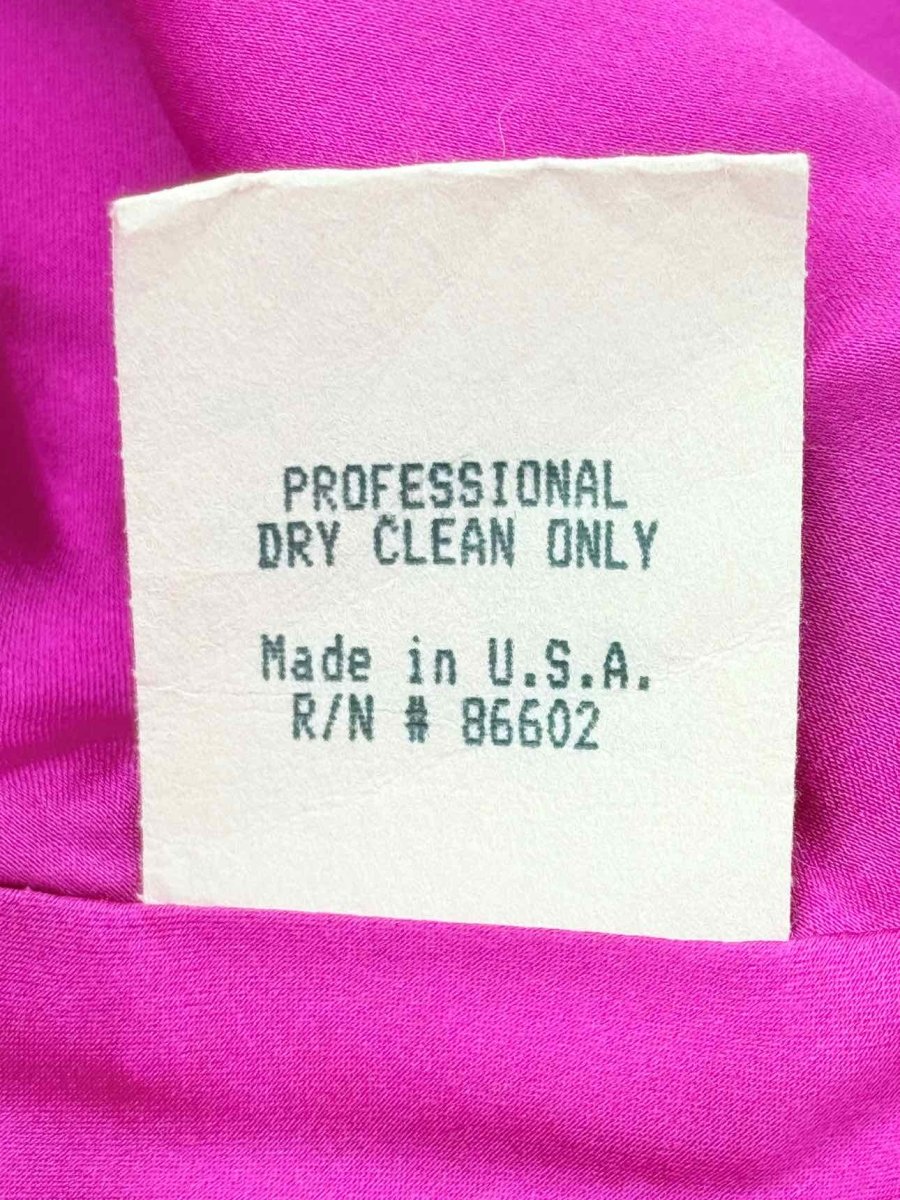 PROFESSIONAL
DRY CLEAN ONLY
Made in U.S.A.
R/N # 86602